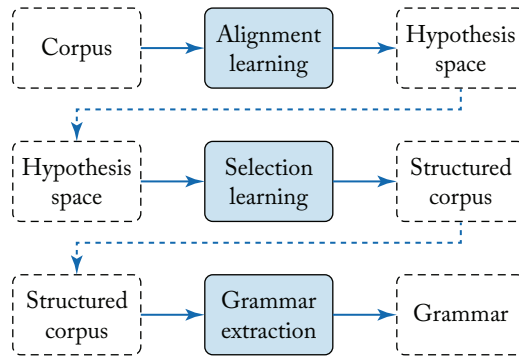 Corpus
Alignment
learning
Hypothesis
space
Hypothesis
space
Selection
learning
Structured
corpus
Structured
corpus
Grammar
extraction
Grammar